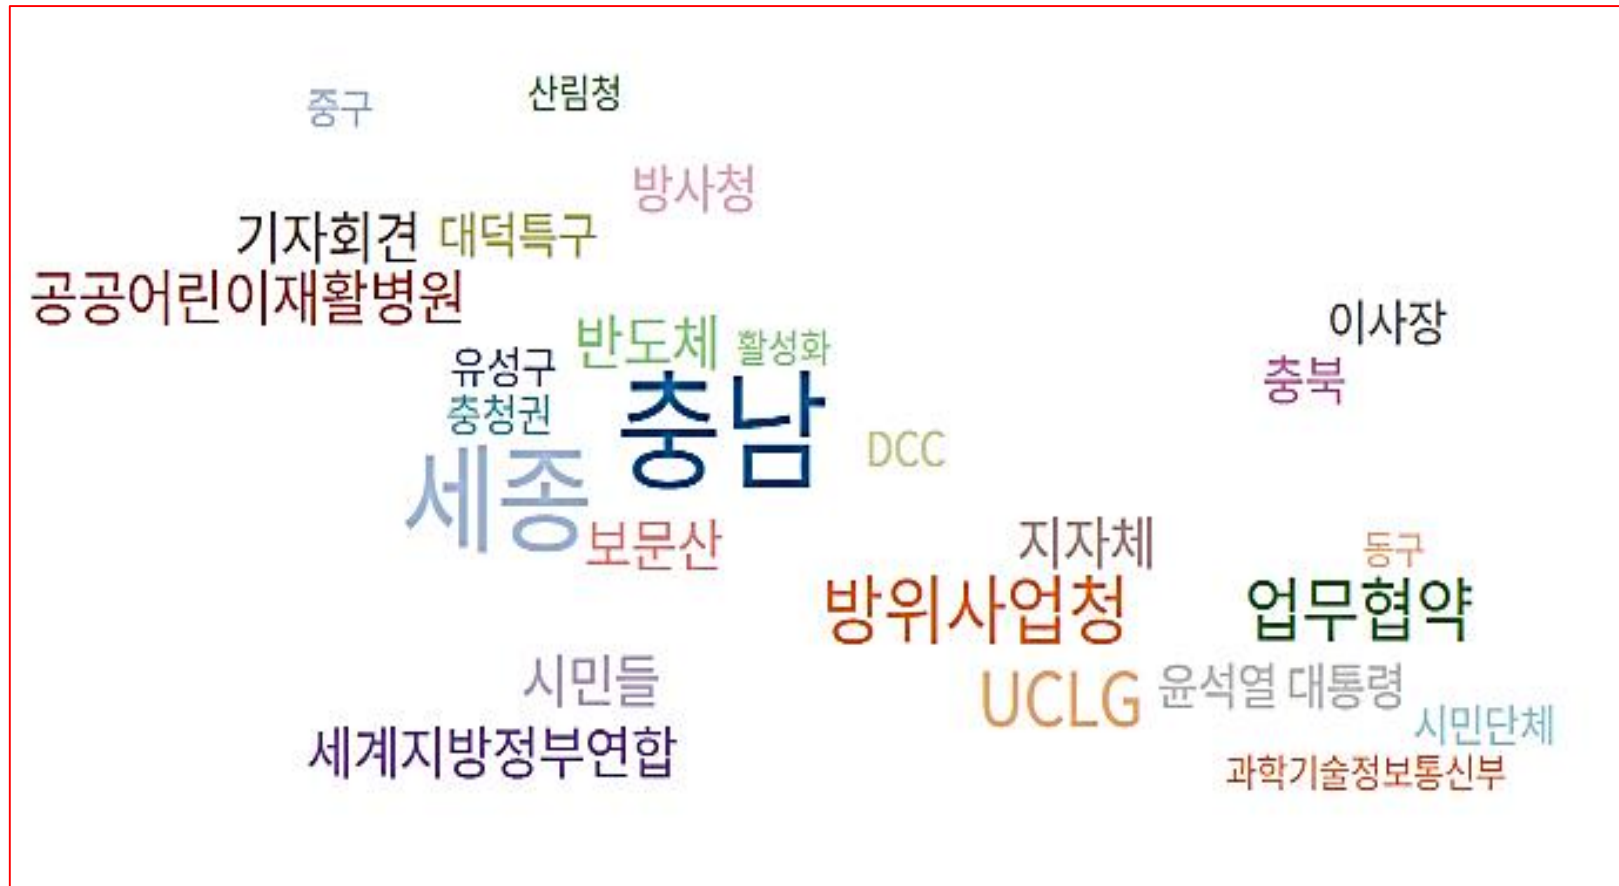 중구
산림청
방사청
기자회견 대덕특구
공공어린이재활병원
이사장
반도체 활성화
유성구
충북
충청권
충남
DCC
세종
보문산
지자체
동구
방위사업청
업무협약
시민들
UCLG
윤석열 대통령
시민단체
세계지방정부연합
과학기술정보통신부